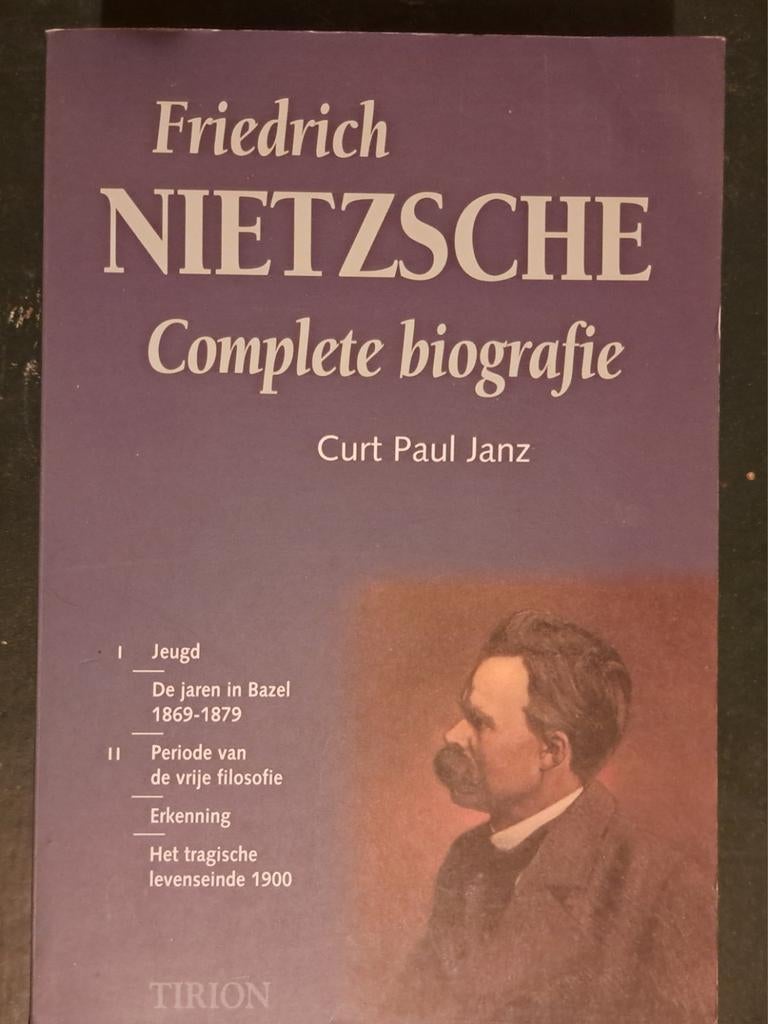 Friedrich
NIETZSCHE
Complete biografie
Curt Paul Janz
I Jeugd
De jaren in Bazel
1869-1879
II Periode van
de vrije filosofie
Erkenning
Het tragische
levenseinde 1900
TIRION